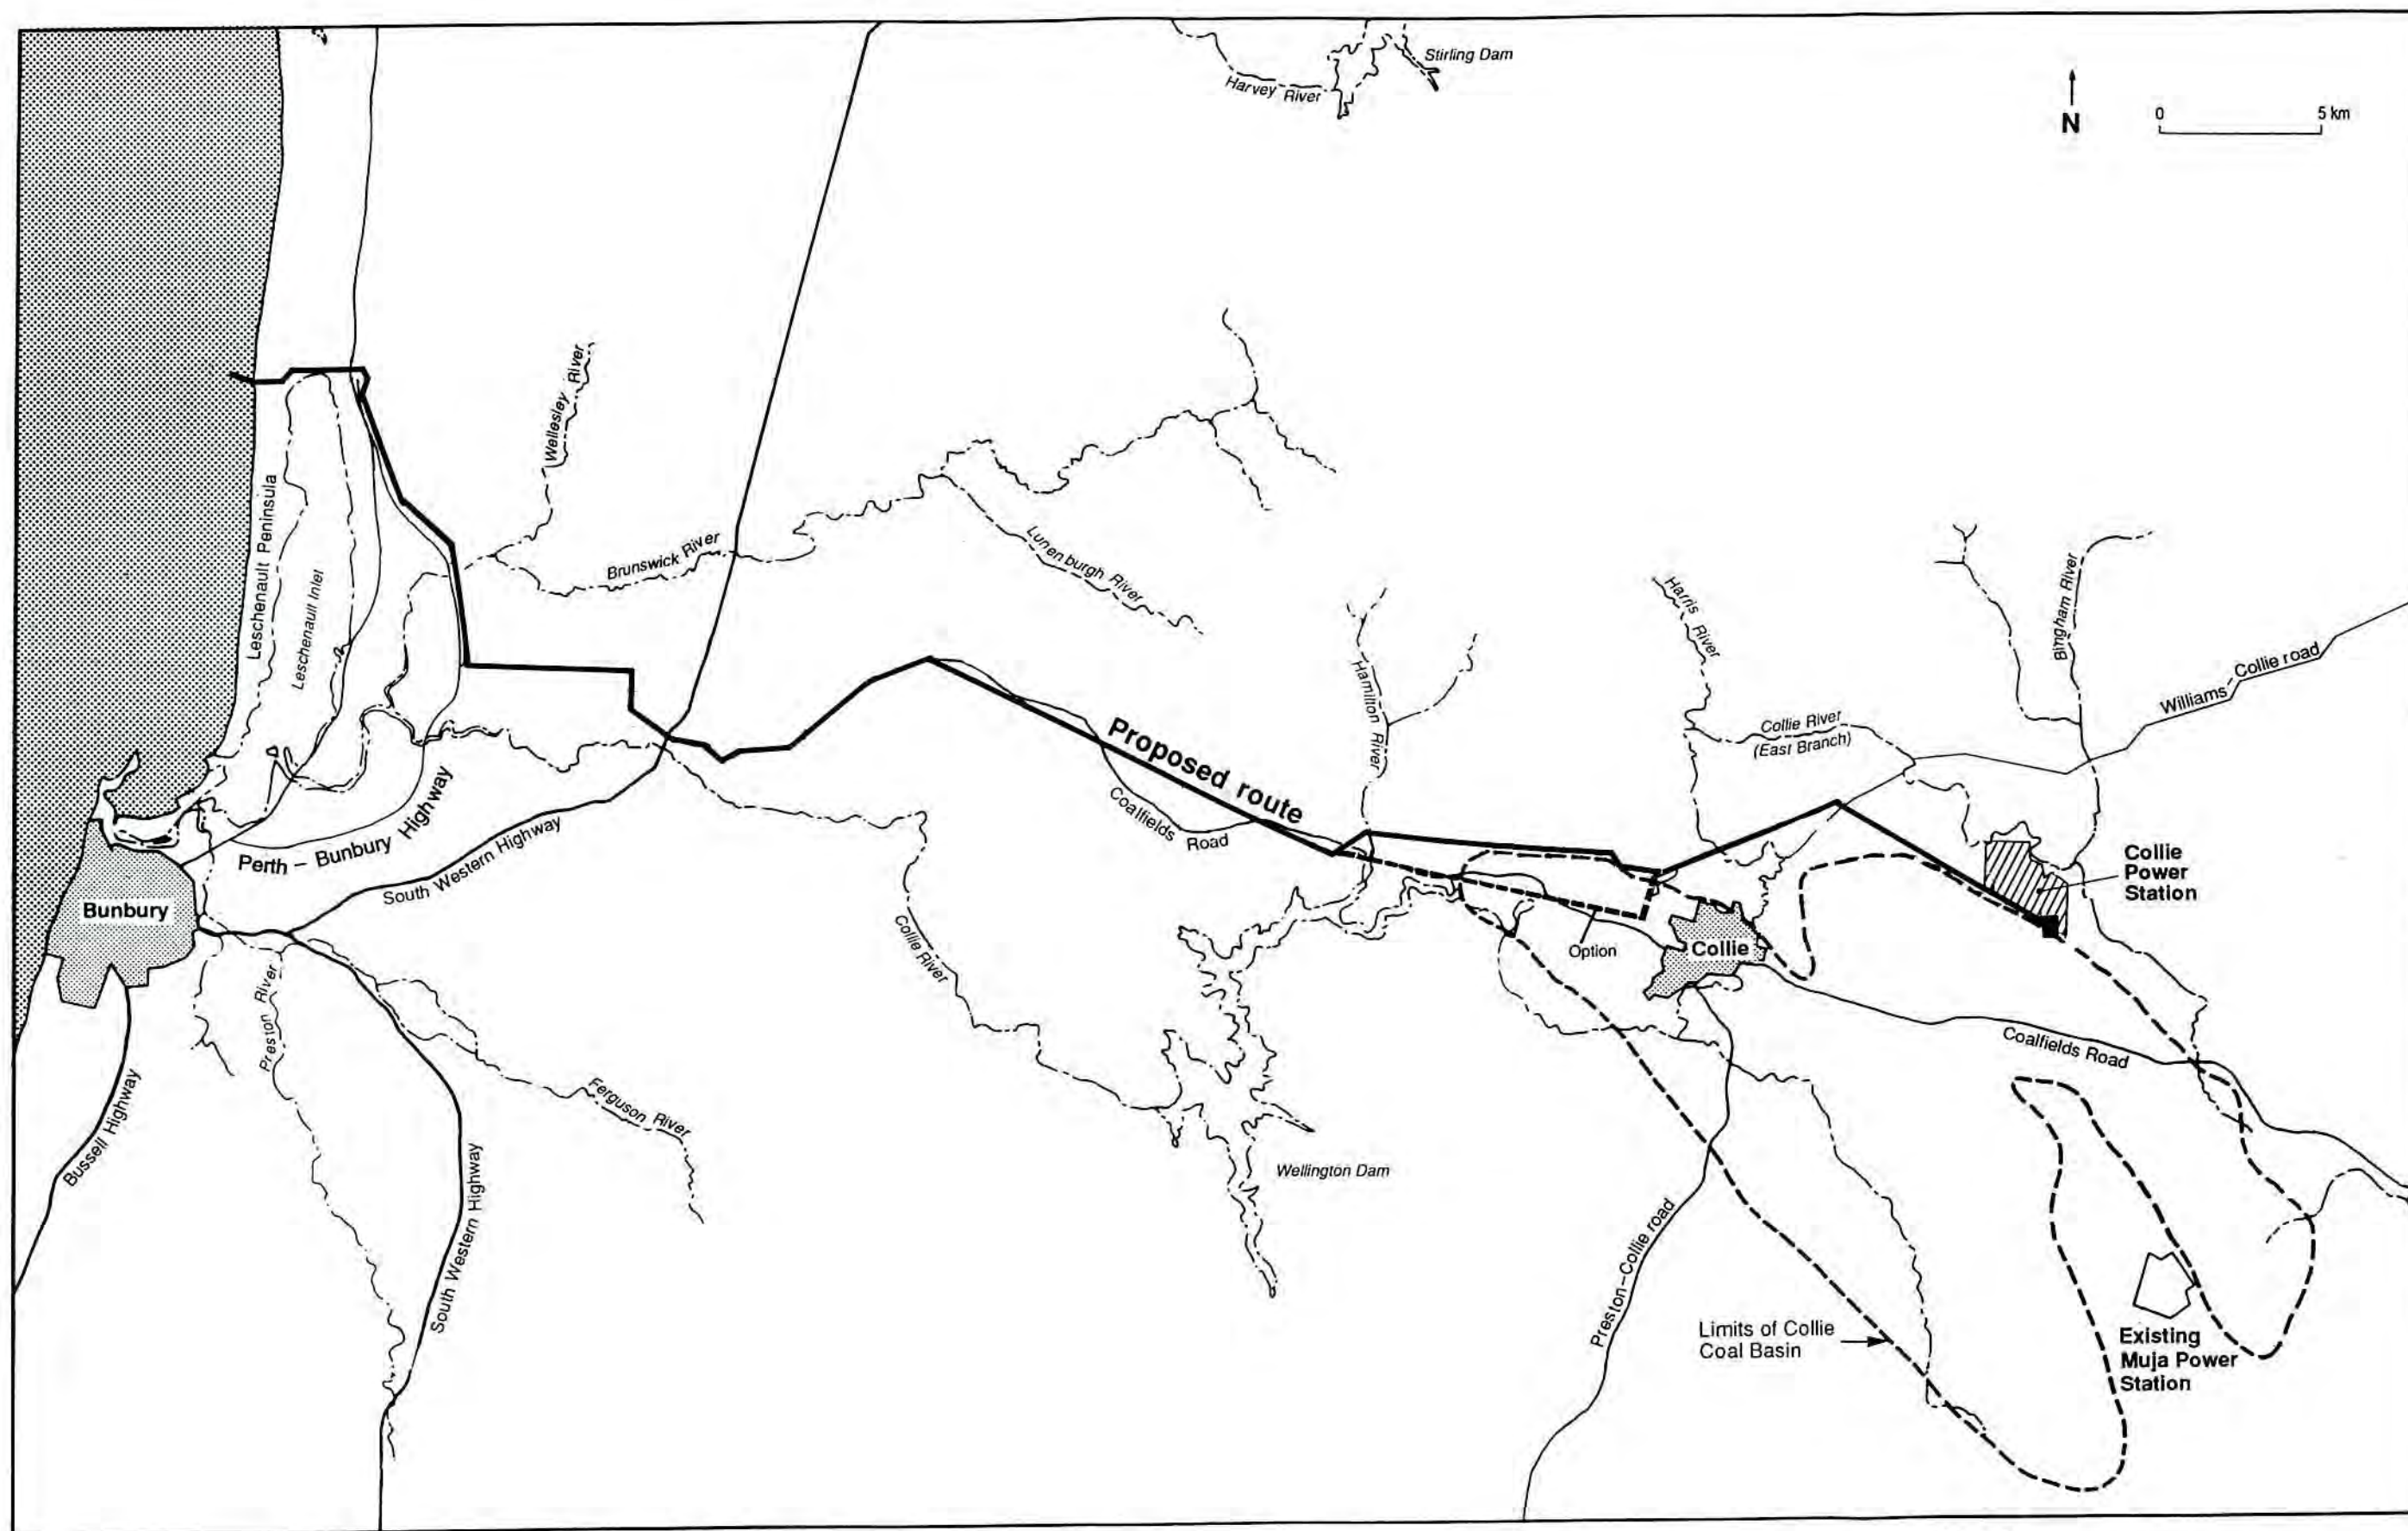 Stirling Dam
Harvey River
N
0 5 km
Wellesley River
Leschenault Peninsula
Leschenault Inlet
Brunswick River
Lunenburgh River
Harris River
Bingham River
Hamilton River
Collie River
(East Branch)
Williams - Collie road
Proposed route
Coalfields Road
Perth – Bunbury Highway
South Western Highway
Bunbury
Collie
Power
Station
Collie River
Option
Collie
Preston River
Coalfields Road
Ferguson River
Bussell Highway
South Western Highway
Wellington Dam
Preston–Collie road
Limits of Collie
Coal Basin
Existing
Muja Power
Station